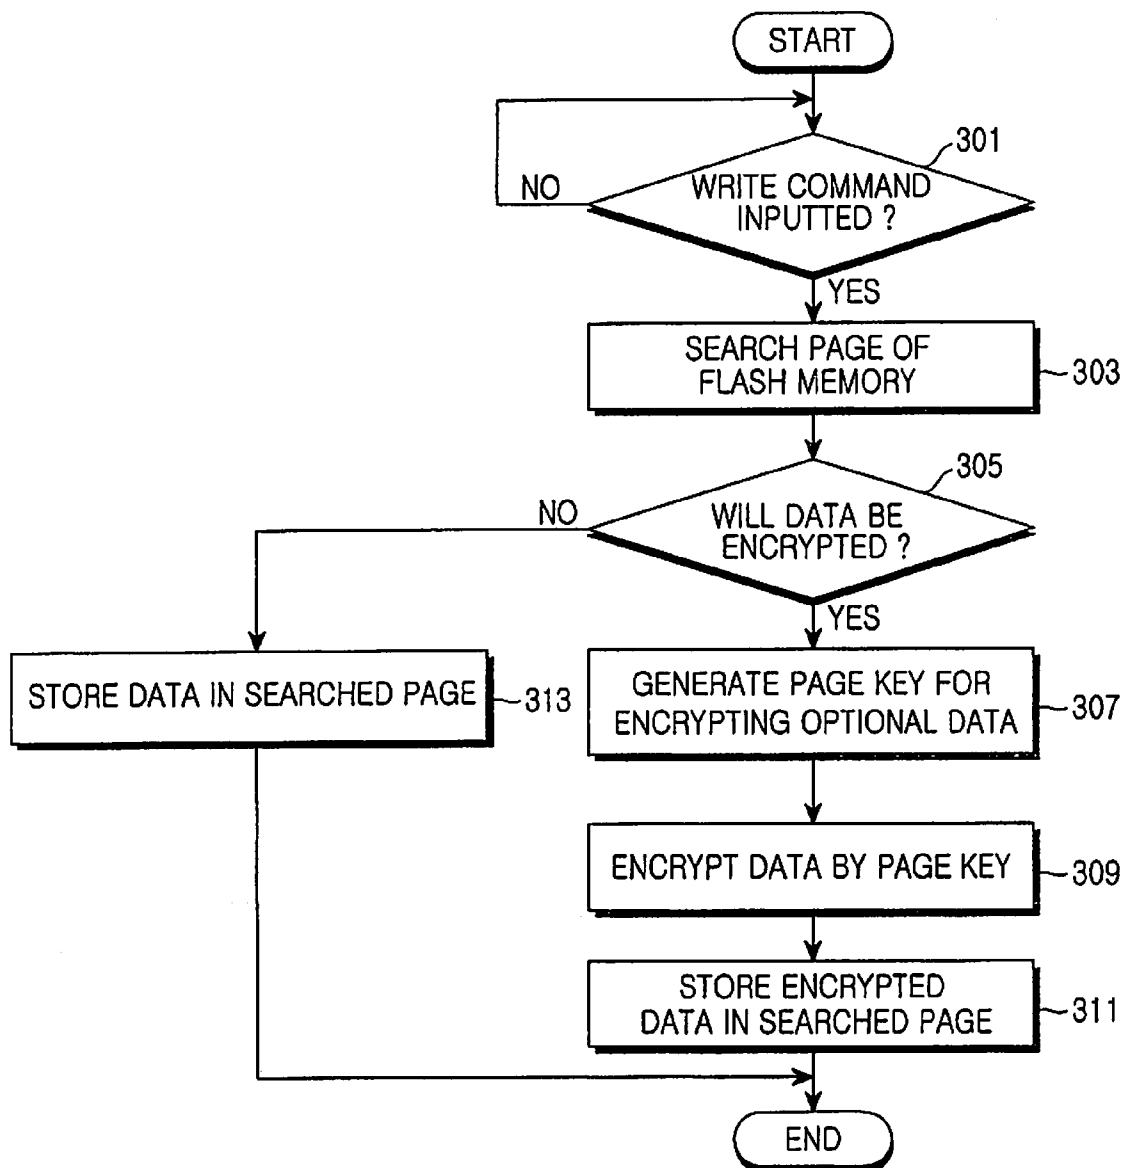 START
301
WRITE COMMAND
INPUTTED ?
NO
YES
SEARCH PAGE OF
FLASH MEMORY
303
305
WILL DATA BE
ENCRYPTED ?
NO
YES
STORE DATA IN SEARCHED PAGE
313
GENERATE PAGE KEY FOR
ENCRYPTING OPTIONAL DATA
307
ENCRYPT DATA BY PAGE KEY
309
STORE ENCRYPTED
DATA IN SEARCHED PAGE
311
END